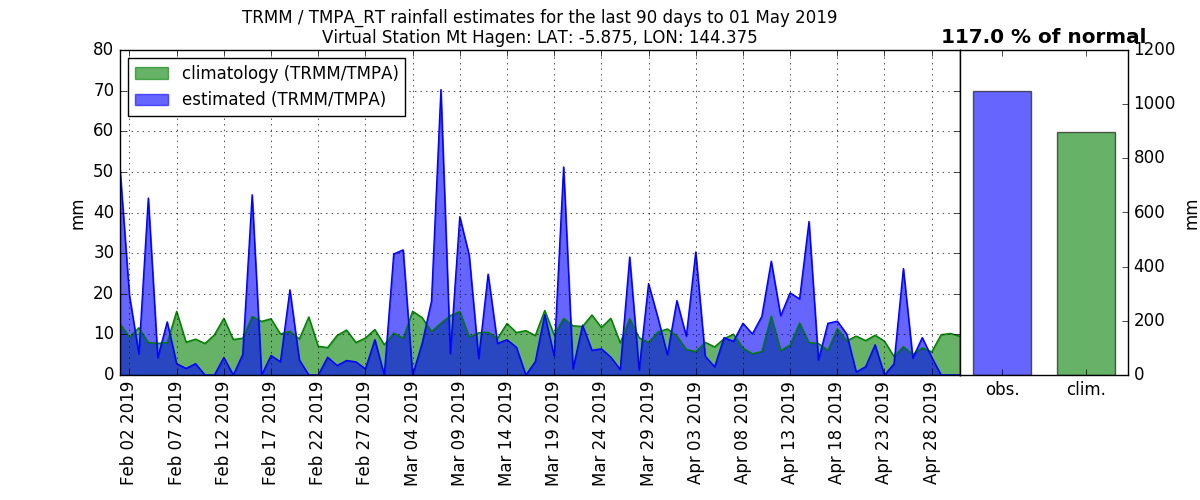 TRMM / TMPA_RT rainfall estimates for the last 90 days to 01 May 2019
Virtual Station Mt Hagen: LAT: -5.875, LON: 144.375
117.0 % of normal
climatology (TRMM/TMPA)
estimated (TRMM/TMPA)
mm
80
70
60
50
40
30
20
10
0
Feb 02 2019
Feb 07 2019
Feb 12 2019
Feb 17 2019
Feb 22 2019
Feb 27 2019
Mar 04 2019
Mar 09 2019
Mar 14 2019
Mar 19 2019
Mar 24 2019
Mar 29 2019
Apr 03 2019
Apr 08 2019
Apr 13 2019
Apr 18 2019
Apr 23 2019
Apr 28 2019
obs.
clim.
1200
1000
800
600
400
200
0
mm